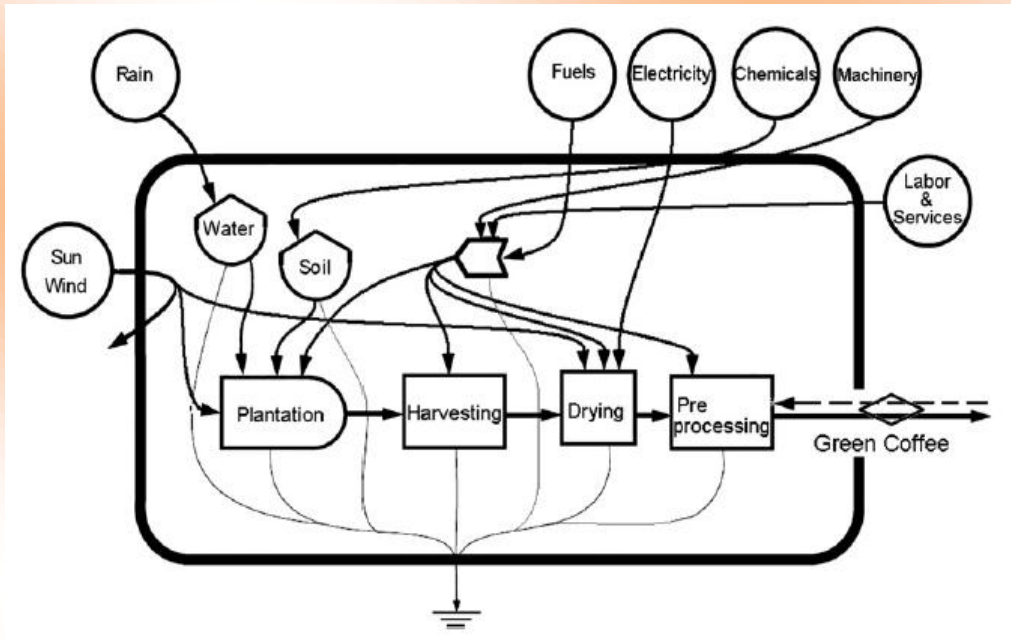 Rain
Fuels
Electricity
Chemicals
Machinery
Labor
&
Services
Water
Soil
Sun
Wind
Plantation
Harvesting
Drying
Pre
processing
Green Coffee